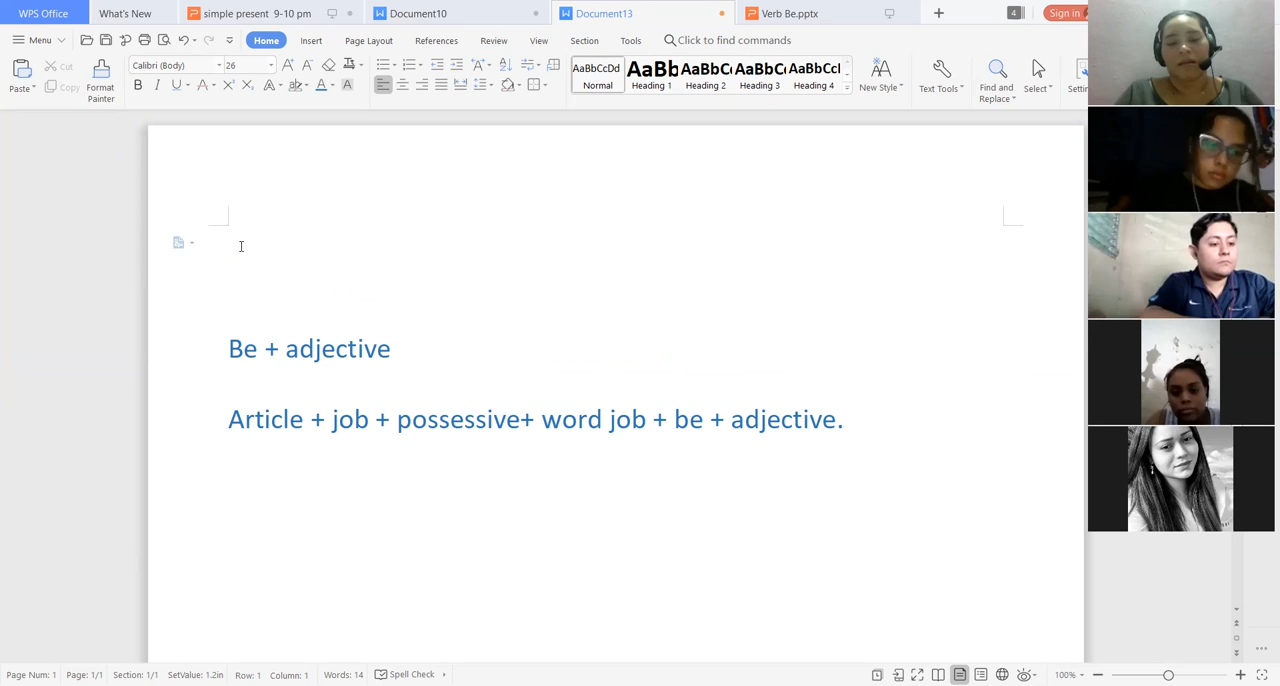 WPS Office What's New simple present 9-10 pm Document10 Document13 Verb Be.pptx 4 Sign in
Menu Home Insert Page Layout References Review View Section Tools Click to find commands
Paste Cut Copy Format Painter Calibri (Body) 26 AaBbCcDd Normal AaBb Heading 1 AaBbC Heading 2 AaBbC Heading 3 AaBbCcI Heading 4 New Style Text Tools Find and Replace Select Settin
Be + adjective
Article + job + possessive+ word job + be + adjective.
Page Num: 1 Page: 1/1 Section: 1/1 SetValue: 1.2in Row: 1 Column: 1 Words: 14 Spell Check 100%